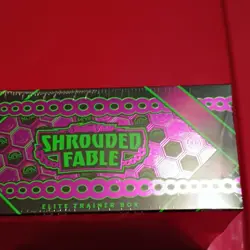 SHROUDED
FABLE
ELITE TRAINER BOX